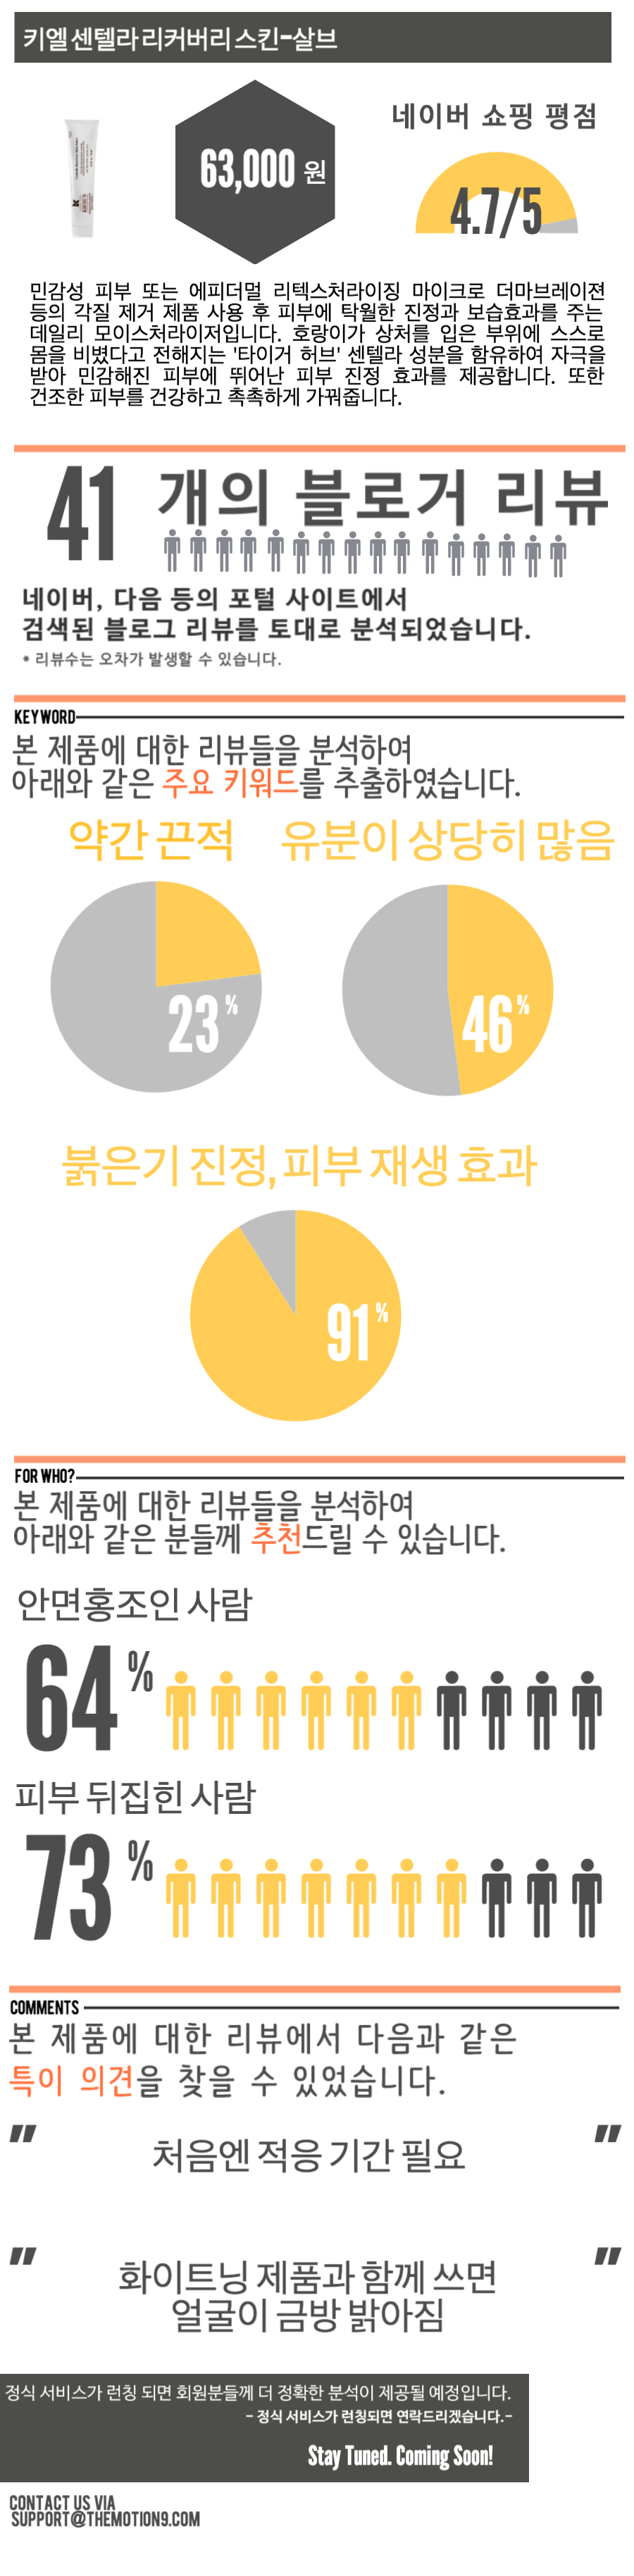 키엘 센텔라 리커버리 스킨-살브
63,000 원
네이버 쇼핑 평점
4.7/5
민감성 피부 또는 에피더멀 리텍스처라이징 마이크로 더마브레이젼
등의 각질 제거 제품 사용 후 피부에 탁월한 진정과 보습효과를 주는
데일리 모이스처라이저입니다. 호랑이가 상처를 입은 부위에 스스로
몸을 비볐다고 전해지는 '타이거 허브' 센텔라 성분을 함유하여 자극을
받아 민감해진 피부에 뛰어난 피부 진정 효과를 제공합니다. 또한
건조한 피부를 건강하고 촉촉하게 가꿔줍니다.
41 개의 블로거 리뷰
네이버, 다음 등의 포털 사이트에서
검색된 블로그 리뷰를 토대로 분석되었습니다.
* 리뷰수는 오차가 발생할 수 있습니다.
KEYWORD
본 제품에 대한 리뷰들을 분석하여
아래와 같은 주요 키워드를 추출하였습니다.
약간 끈적
유분이 상당히 많음
23%
46%
붉은기 진정, 피부 재생 효과
91%
FOR WHO?
본 제품에 대한 리뷰들을 분석하여
아래와 같은 분들께 추천드릴 수 있습니다.
안면홍조인 사람
64%
피부 뒤집힌 사람
73%
COMMENTS
본 제품에 대한 리뷰에서 다음과 같은
특이 의견을 찾을 수 있었습니다.
" 처음엔 적응 기간 필요 "
" 화이트닝 제품과 함께 쓰면 "
얼굴이 금방 밝아짐
정식 서비스가 런칭 되면 회원분들께 더 정확한 분석이 제공될 예정입니다.
- 정식 서비스가 런칭되면 연락드리겠습니다.-
Stay Tuned. Coming Soon!
CONTACT US VIA
SUPPORT@THEMOTION9.COM